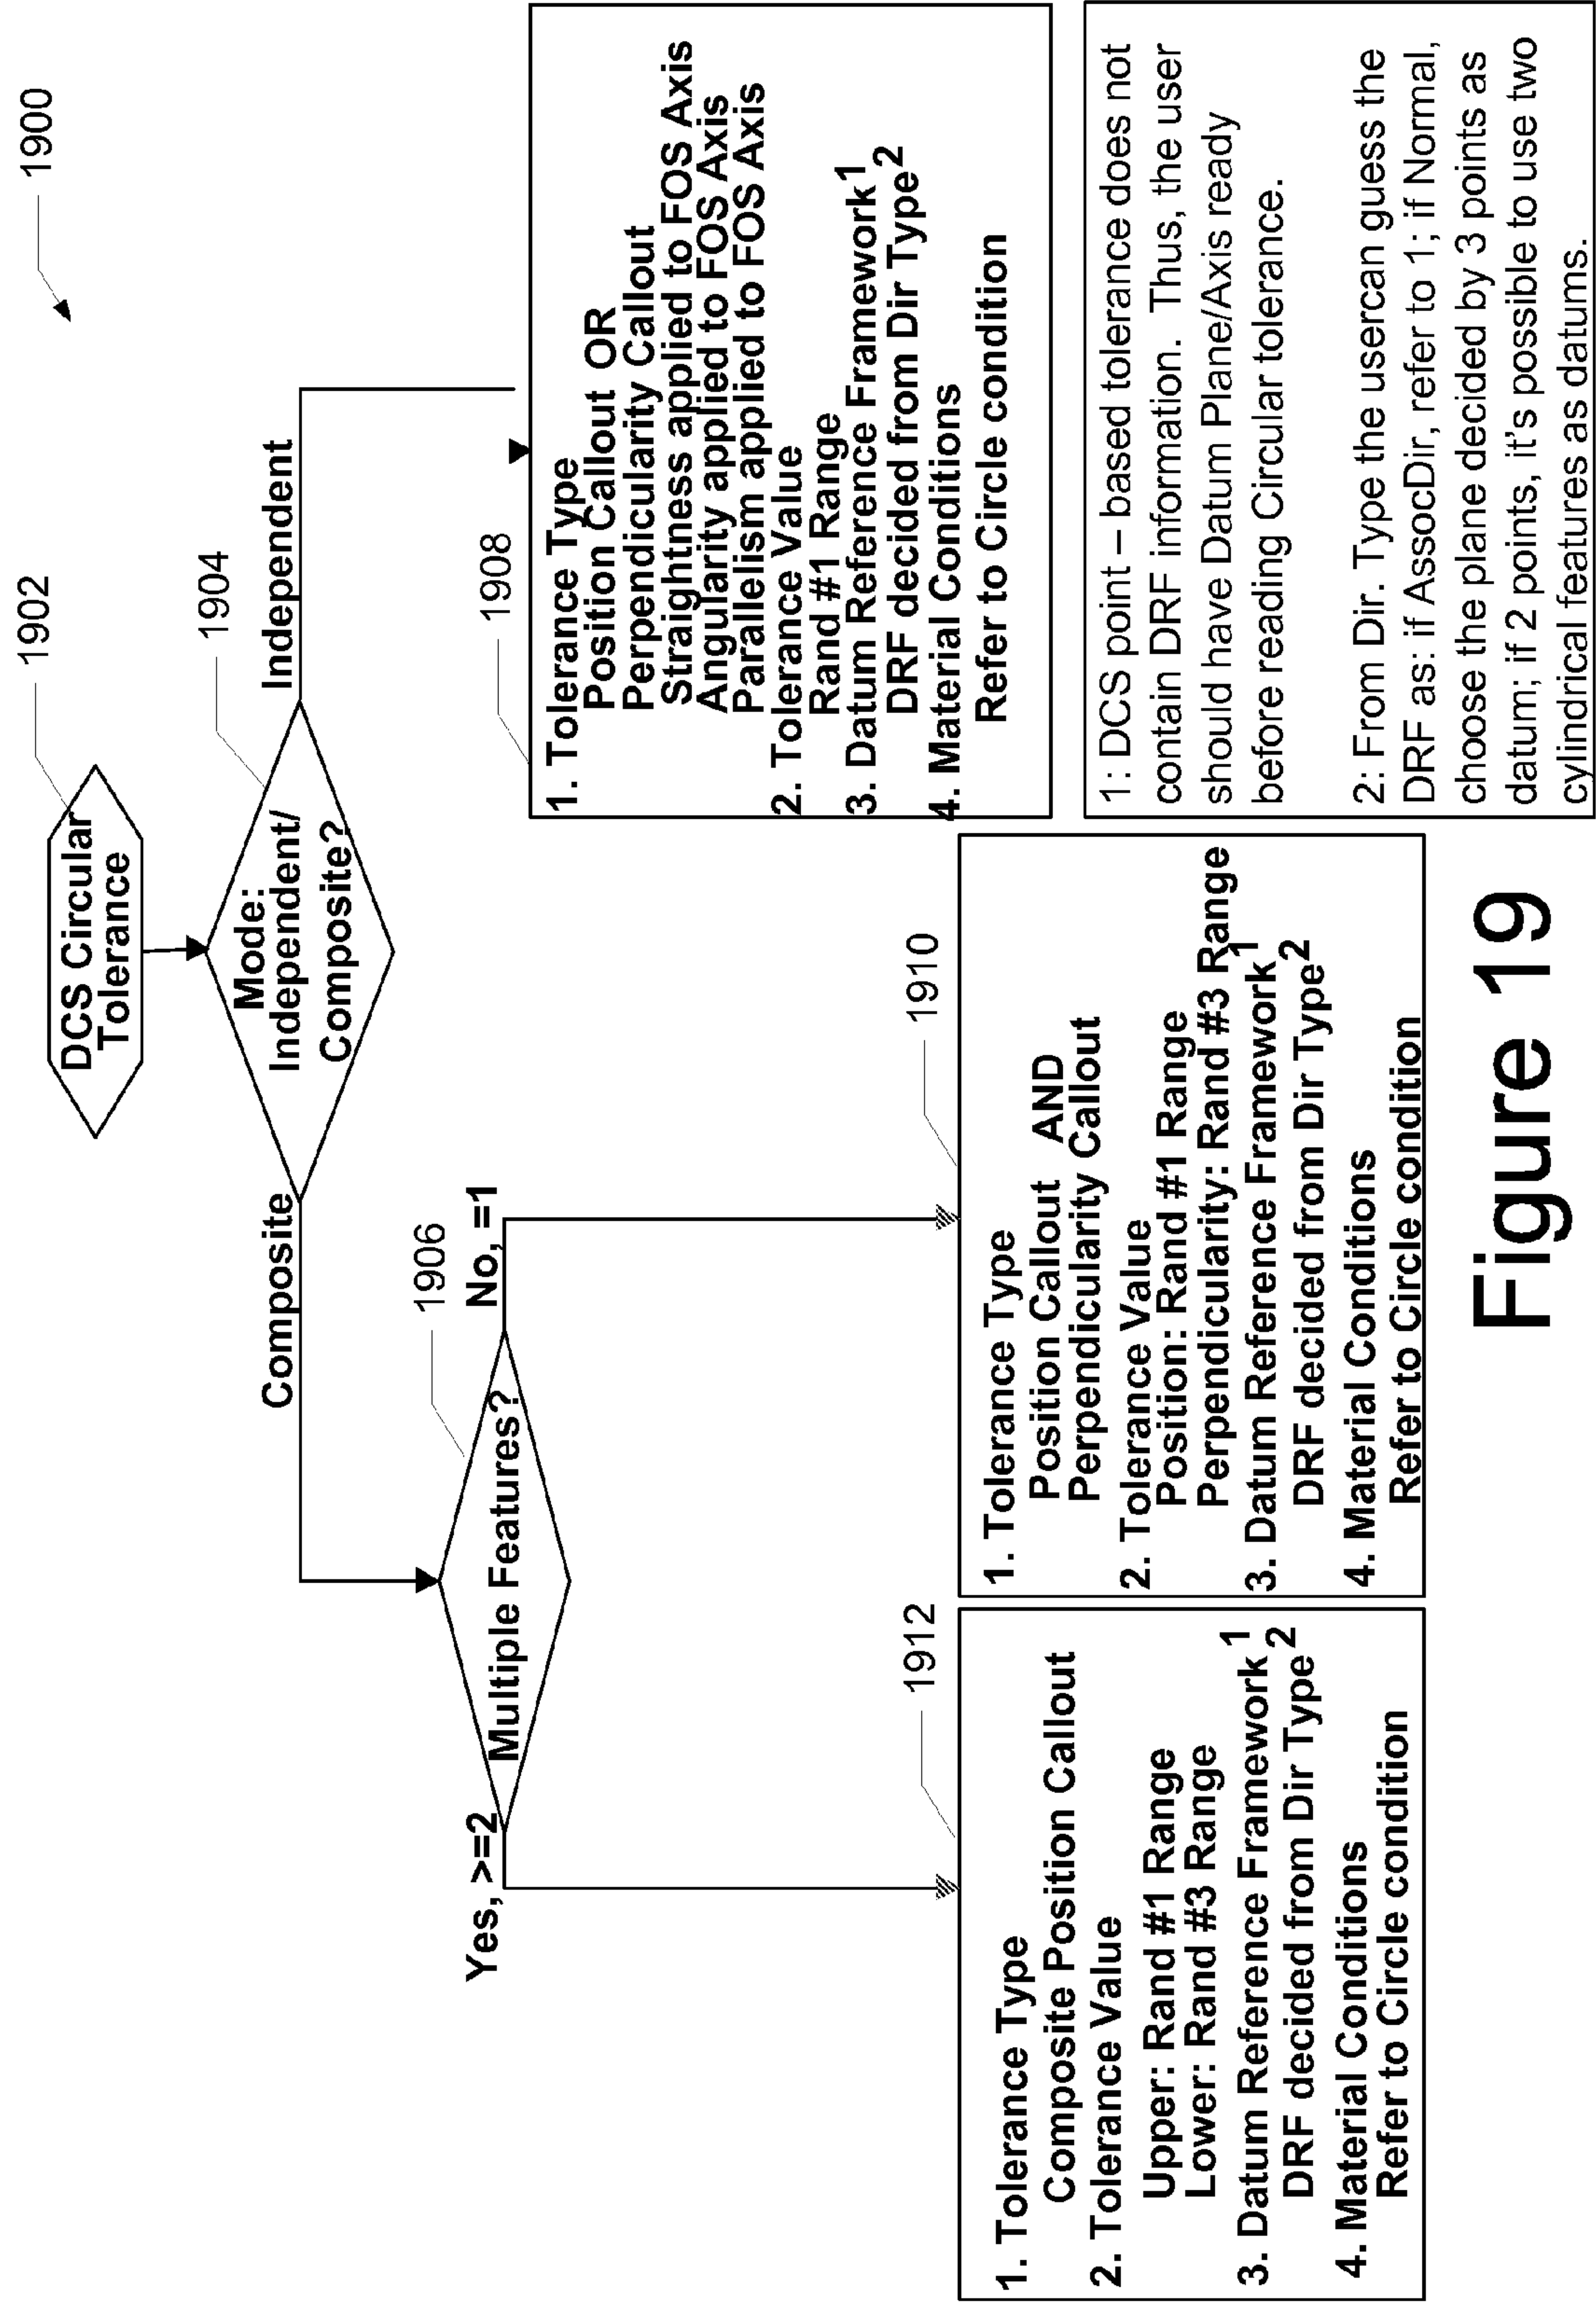 1900
1902
DCS Circular
Tolerance
1904
Mode:
Independent/
Composite?
Composite
Independent
1906
Multiple Features?
Yes, >=2
No, =1
1908
1. Tolerance Type
Position Callout OR
Perpendicularity Callout
Straightness applied to FOS Axis
Angularity applied to FOS Axis
Parallelism applied to FOS Axis
2. Tolerance Value
Rand #1 Range
3. Datum Reference Framework1
DRF decided from Dir Type2
4. Material Conditions
Refer to Circle condition
1912
1. Tolerance Type
Composite Position Callout
2. Tolerance Value
Upper: Rand #1 Range
Lower: Rand #3 Range
3. Datum Reference Framework1
DRF decided from Dir Type2
4. Material Conditions
Refer to Circle condition
1910
1. Tolerance Type
Position Callout AND
Perpendicularity Callout
2. Tolerance Value
Position: Rand #1 Range
Perpendicularity: Rand #3 Range
3. Datum Reference Framework1
DRF decided from Dir Type2
4. Material Conditions
Refer to Circle condition
1: DCS point – based tolerance does not
contain DRF information. Thus, the user
should have Datum Plane/Axis ready
before reading Circular tolerance.
2: From Dir. Type the usercan guess the
DRF as: if AssocDir, refer to 1; if Normal,
choose the plane decided by 3 points as
datum; if 2 points, it's possible to use two
cylindrical features as datums.
Figure 19